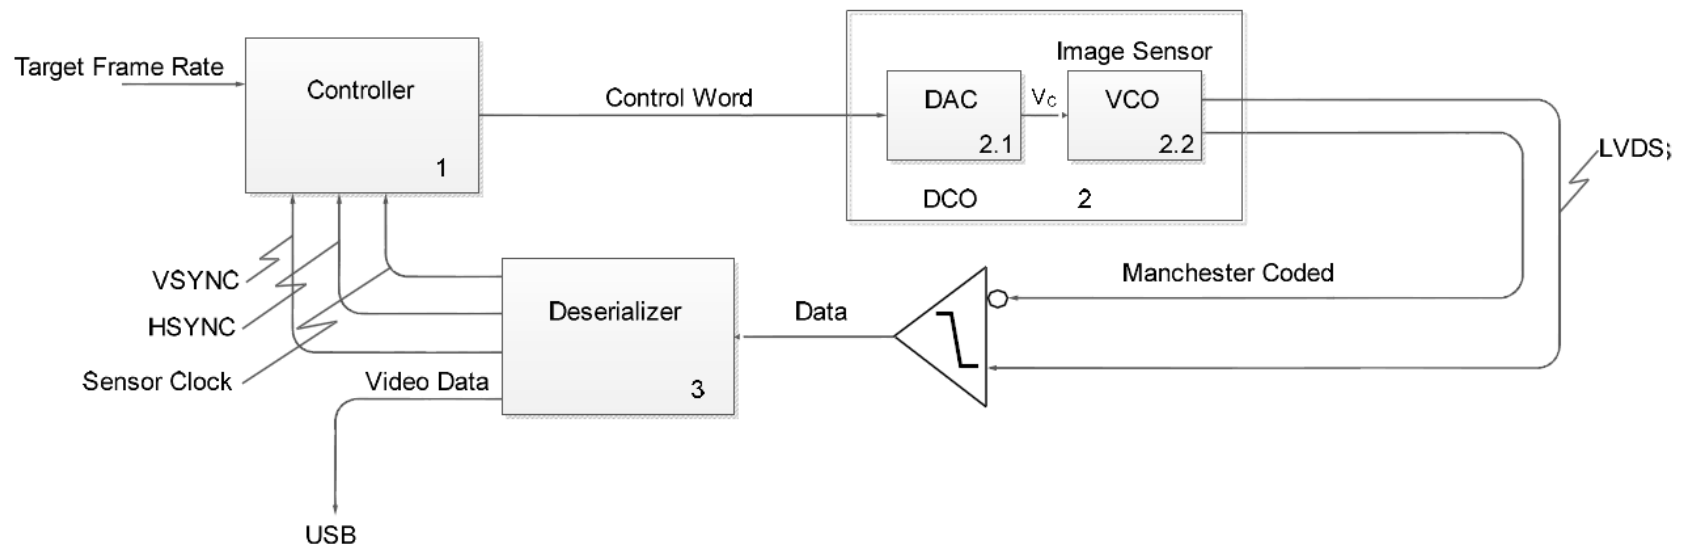 Target Frame Rate
Controller
1
Control Word
Image Sensor
DAC
2.1
Vc
VCO
2.2
DCO
2
LVDS;
Manchester Coded
Data
Deserializer
3
VSYNC
HSYNC
Sensor Clock
Video Data
USB